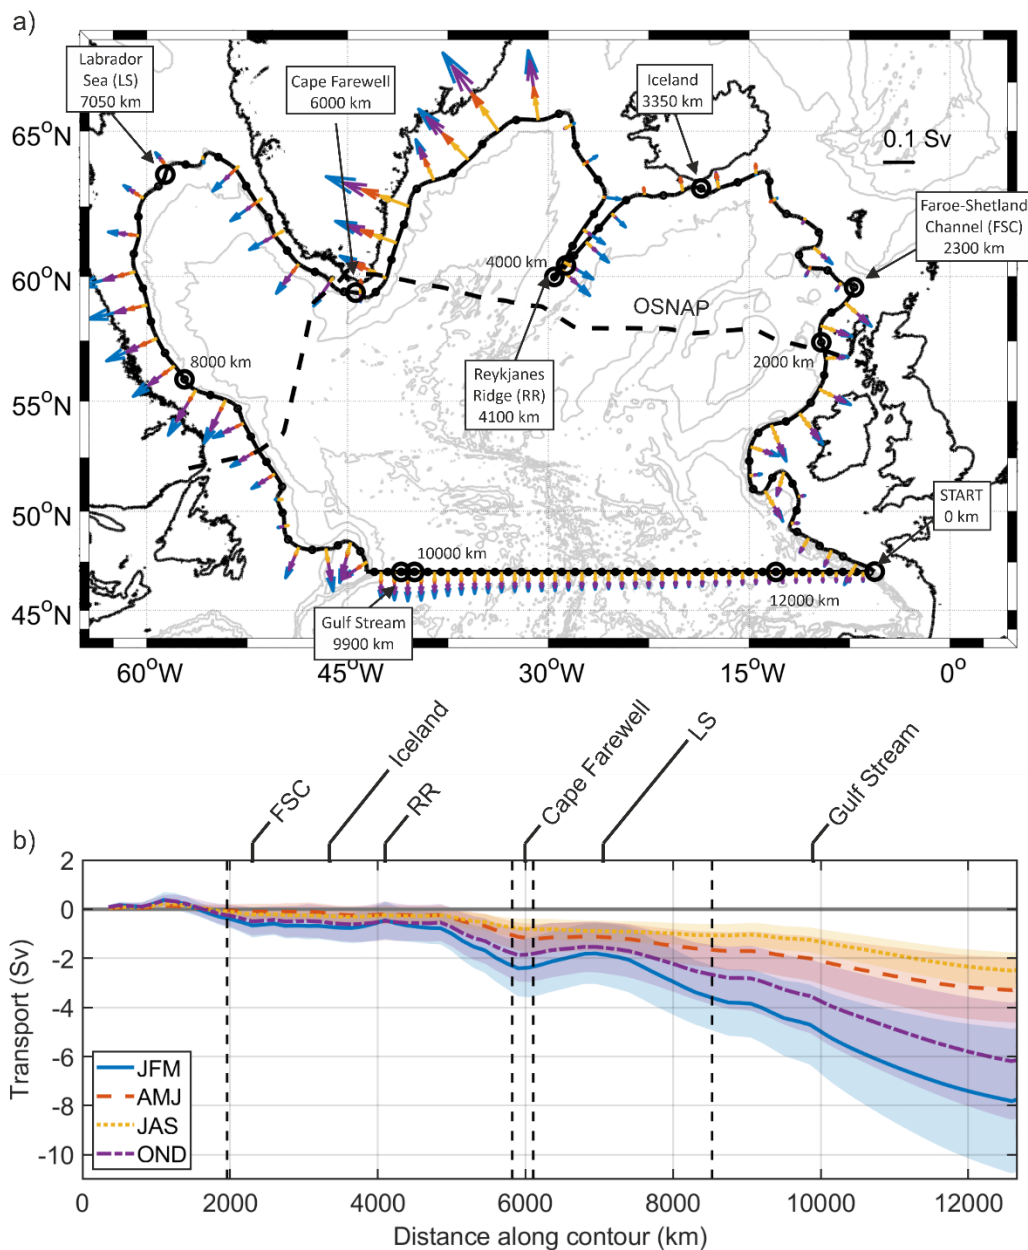 a)
Labrador
Sea (LS)
7050 km
Cape Farewell
6000 km
Iceland
3350 km
0.1 Sv
65°N
Faroe-Shetland
Channel (FSC)
2300 km
4000 km
60°N
OSNAP
8000 km
Reykjanes
Ridge (RR)
4100 km
2000 km
55°N
START
0 km
50°N
10000 km
12000 km
Gulf Stream
9900 km
45°N
60°W 45°W 30°W 15°W 0°
b)
FSC
Iceland
RR
Cape Farewell
LS
Gulf Stream
Transport (Sv)
2
0
-2
-4
-6
-8
-10
JFM
AMJ
JAS
OND
0 2000 4000 6000 8000 10000 12000
Distance along contour (km)